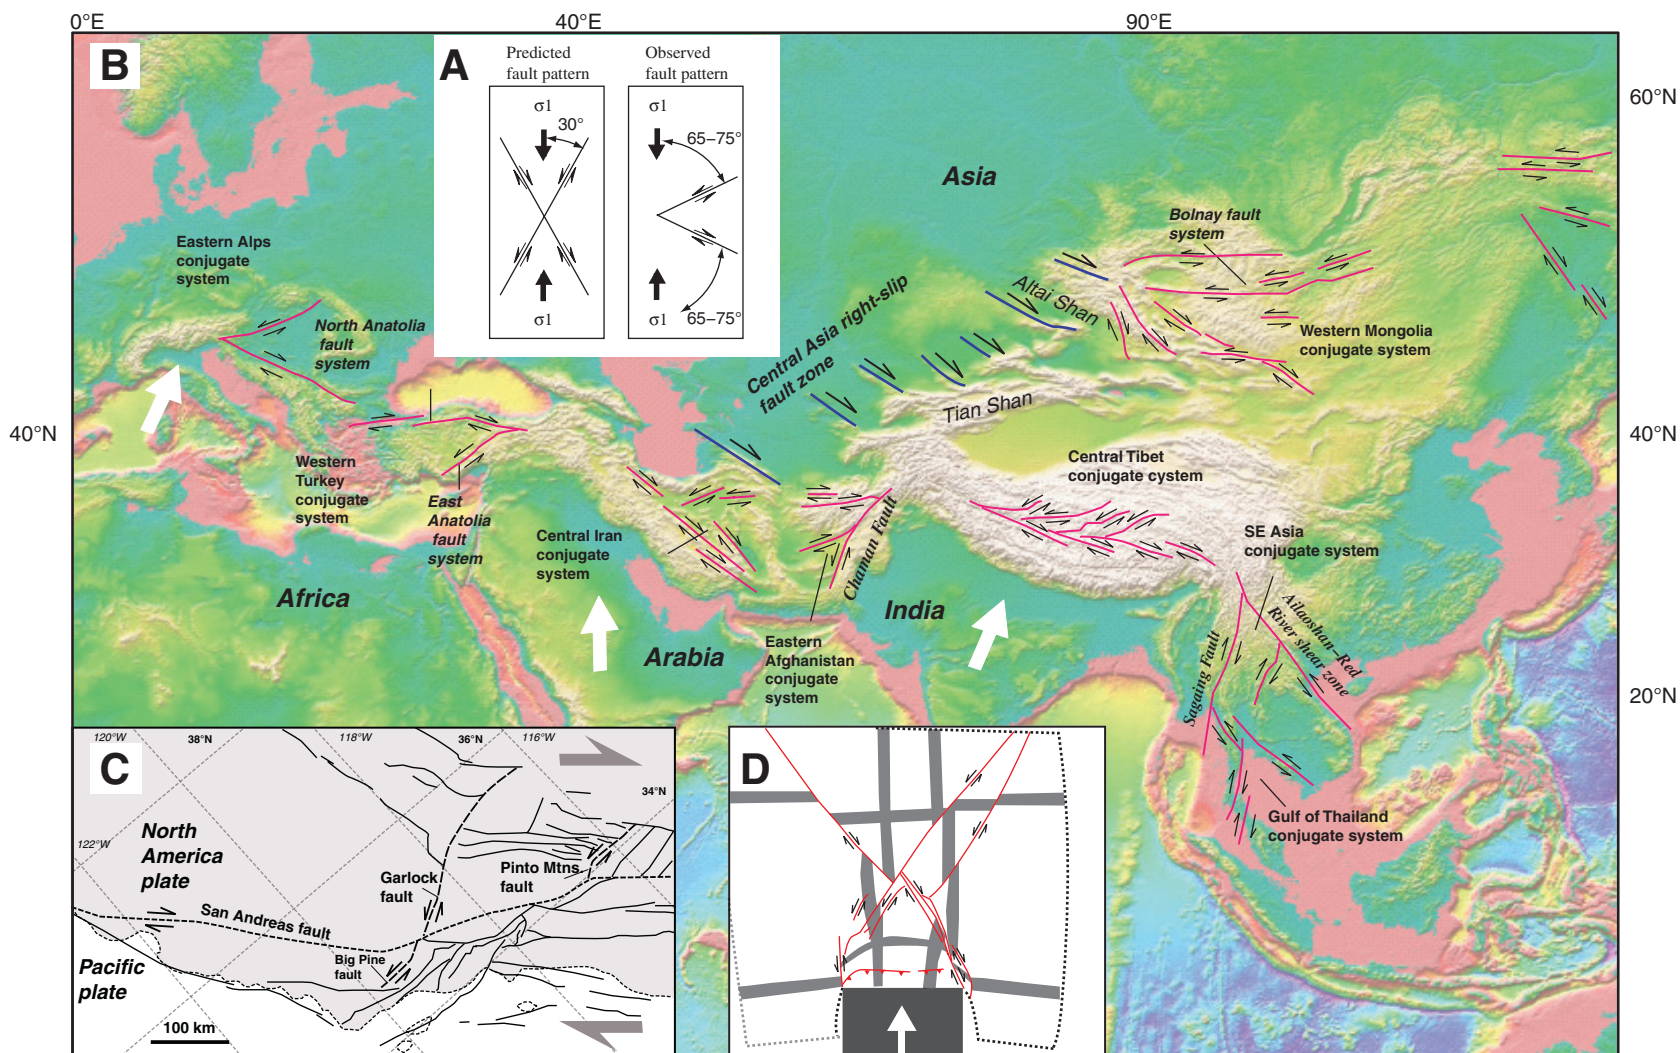 0°E
40°E
90°E
60°N
40°N
20°N
40°N
B
A
Predicted
fault pattern
Observed
fault pattern
σ1
30°
σ1
σ1
65–75°
σ1
65–75°
Asia
Bolnay fault
system
Eastern Alps
conjugate
system
North Anatolia
fault
system
Central Asia right-slip
fault zone
Altai Shan
Western Mongolia
conjugate system
Tian Shan
Western
Turkey
conjugate
system
East
Anatolia
fault
system
Central Iran
conjugate
system
Chaman Fault
Central Tibet
conjugate cystem
SE Asia
conjugate system
Africa
Arabia
India
Eastern
Afghanistan
conjugate
system
Sagaing Fault
Ailaoshan–Red
River shear zone
Gulf of Thailand
conjugate system
C
120°W
38°N
118°W
36°N
116°W
34°N
122°W
North
America
plate
Garlock
fault
Pinto Mtns.
fault
San Andreas fault
Big Pine
fault
Pacific
plate
100 km
D